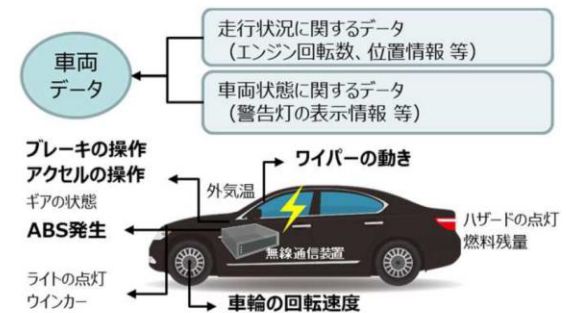 走行状況に関するデータ
（エンジン回転数、位置情報 等）
車両
データ
車両状態に関するデータ
（警告灯の表示情報 等）
ブレーキの操作
アクセルの操作
ギアの状態
ABS発生
ライトの点灯
ウインカー
外気温
ワイパーの動き
無線通信装置
ハザードの点灯
燃料残量
車輪の回転速度